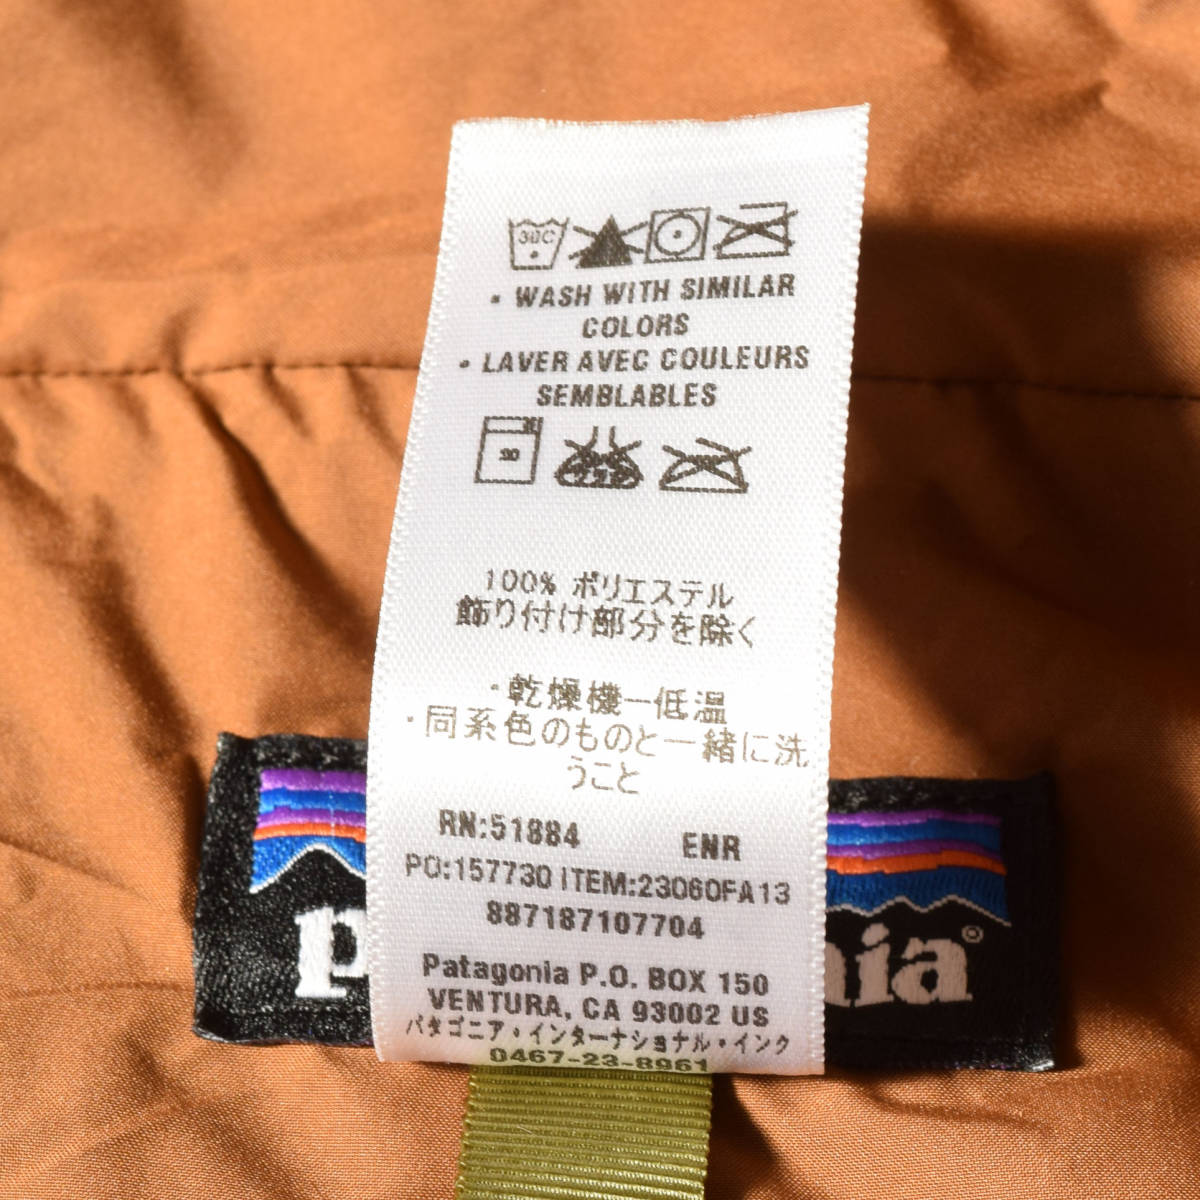 30C
• WASH WITH SIMILAR
COLORS
• LAVER AVEC COULEURS
SEMBLABLES
30
100% ポリエステル
飾り付け部分を除く
・乾燥機ー低温
・同系色のものと一緒に洗
うこと
RN:51884 ENR
PO:157730 ITEM:23060FA13
887187107704
Patagonia P.O. BOX 150
VENTURA, CA 93002 US
パタゴニア・インターナショナル・インク
0467-23-8961
p nia®